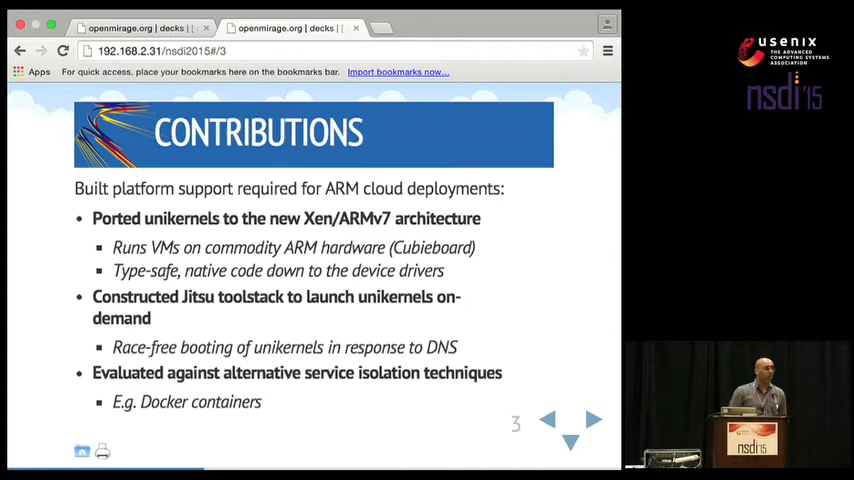 openmirage.org | decks | [
openmirage.org | decks | [
192.168.2.31/nsdi2015#/3
Apps
For quick access, place your bookmarks here on the bookmarks bar.
Import bookmarks now…
CONTRIBUTIONS
Built platform support required for ARM cloud deployments:
• Ported unikernels to the new Xen/ARMv7 architecture
▪ Runs VMs on commodity ARM hardware (Cubieboard)
▪ Type-safe, native code down to the device drivers
• Constructed Jitsu toolstack to launch unikernels on-
demand
▪ Race-free booting of unikernels in response to DNS
• Evaluated against alternative service isolation techniques
▪ E.g. Docker containers
3
usenix
THE ADVANCED
COMPUTING SYSTEMS
ASSOCIATION
nsdi '15
nsdi '15